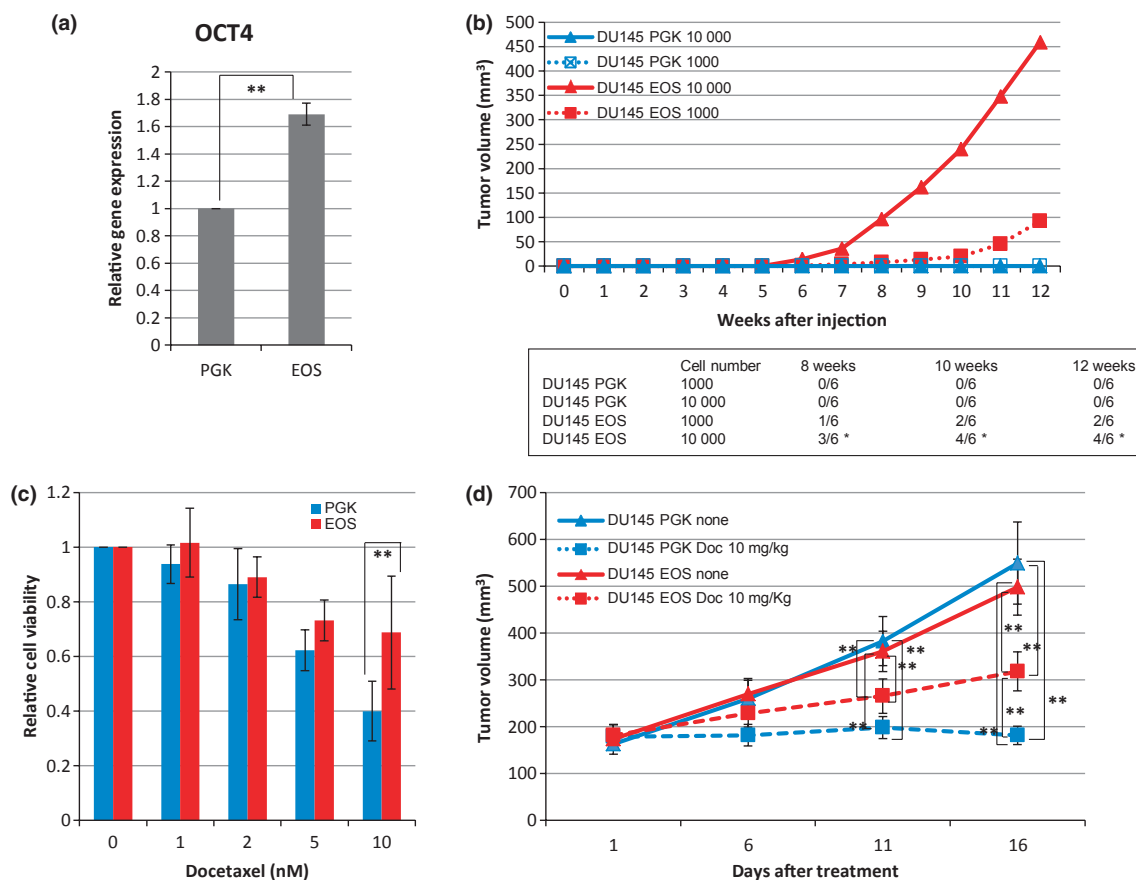 (a)
OCT4
Relative gene expression
2
1.8
1.6
1.4
1.2
1
0.8
0.6
0.4
0.2
0
**
PGK EOS
(b)
Tumor volume (mm³)
500
450
400
350
300
250
200
150
100
50
0
DU145 PGK 10 000
DU145 PGK 1000
DU145 EOS 10 000
DU145 EOS 1000
0 1 2 3 4 5 6 7 8 9 10 11 12
Weeks after injection
Cell number 8 weeks 10 weeks 12 weeks
DU145 PGK 1000 0/6 0/6 0/6
DU145 PGK 10 000 0/6 0/6 0/6
DU145 EOS 1000 1/6 2/6 2/6
DU145 EOS 10 000 3/6 * 4/6 * 4/6 *
(c)
Relative cell viability
1.2
1
0.8
0.6
0.4
0.2
0
PGK
EOS
**
0 1 2 5 10
Docetaxel (nM)
(d)
Tumor volume (mm³)
700
600
500
400
300
200
100
0
DU145 PGK none
DU145 PGK Doc 10 mg/kg
DU145 EOS none
DU145 EOS Doc 10 mg/Kg
** **
**
**
**
**
**
**
**
1 6 11 16
Days after treatment